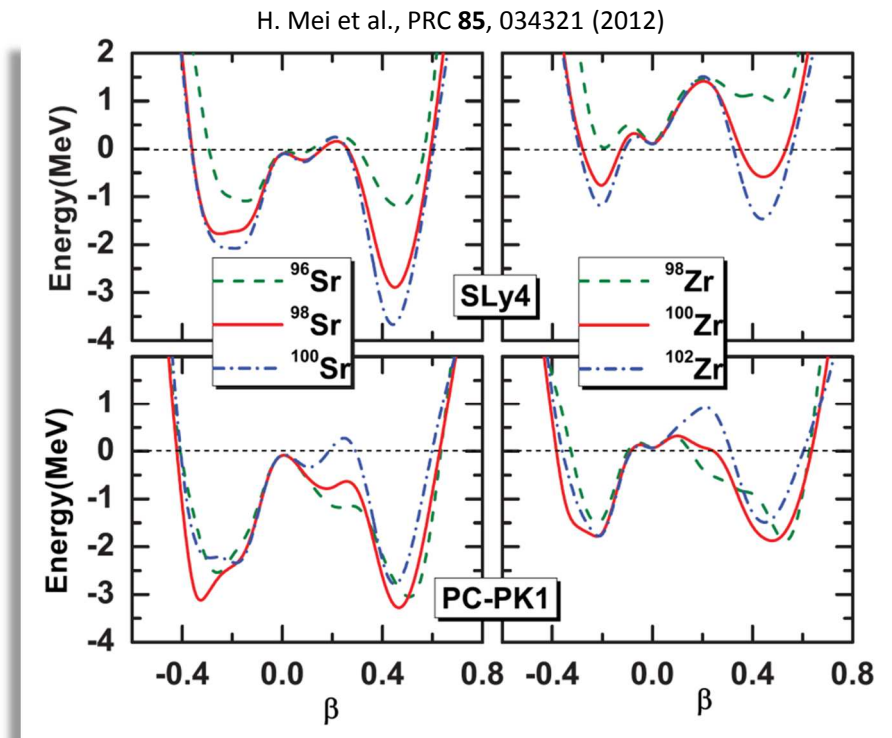 H. Mei et al., PRC 85, 034321 (2012)
2
1
0
-1
-2
-3
-4
Energy(MeV)
96Sr
98Sr
100Sr
SLy4
98Zr
100Zr
102Zr
1
0
-1
-2
-3
-4
Energy(MeV)
PC-PK1
-0.4 0.0 0.4 0.8
-0.4 0.0 0.4 0.8
β
β